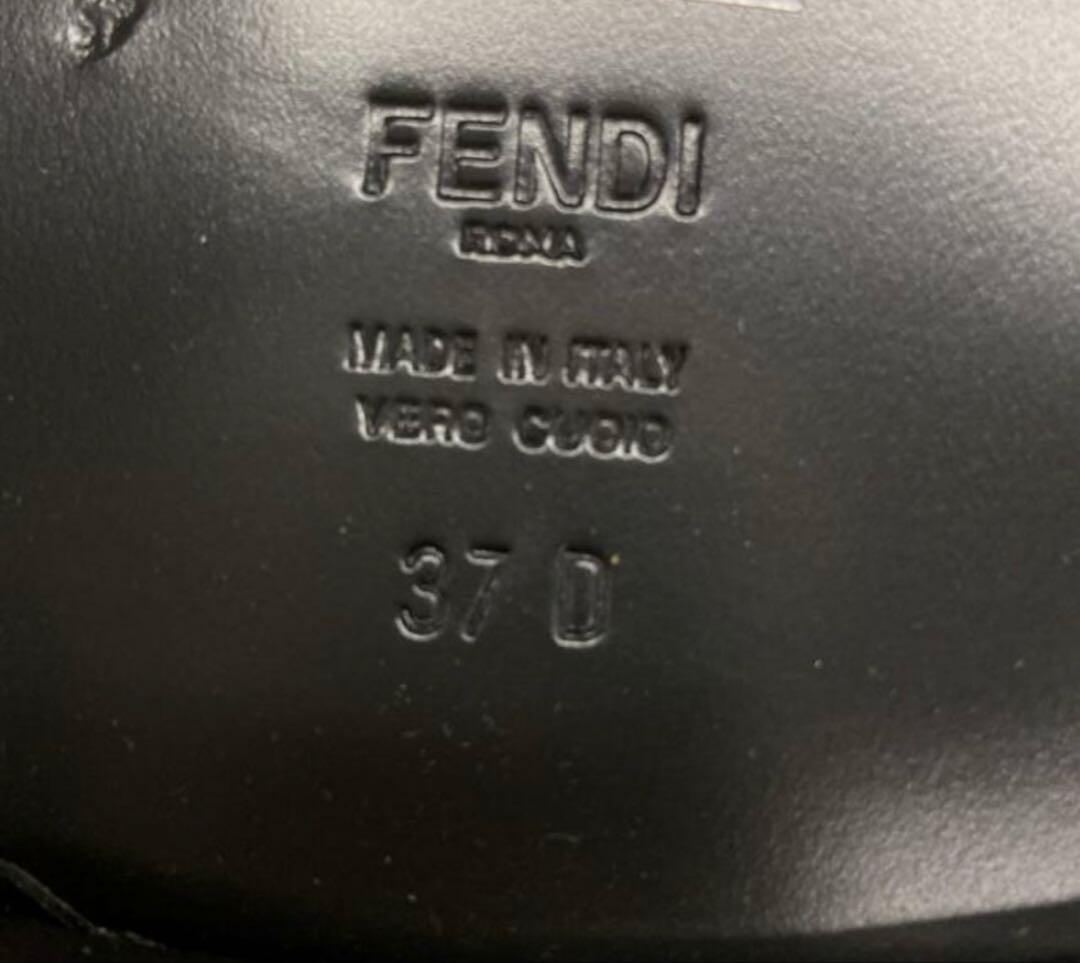 FENDI
ROMA
MADE IN ITALY
VERO CUOIO
37 D